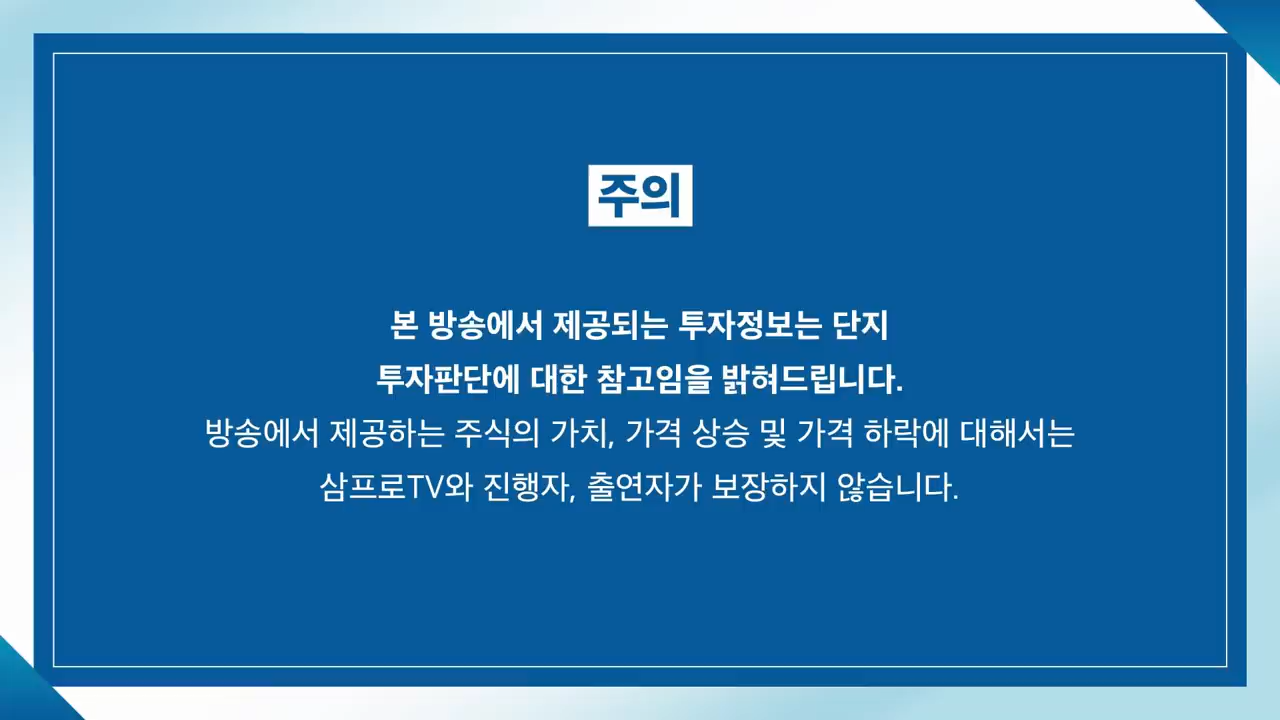 주의
본 방송에서 제공되는 투자정보는 단지
투자판단에 대한 참고임을 밝혀드립니다.
방송에서 제공하는 주식의 가치, 가격 상승 및 가격 하락에 대해서는
삼프로TV와 진행자, 출연자가 보장하지 않습니다.